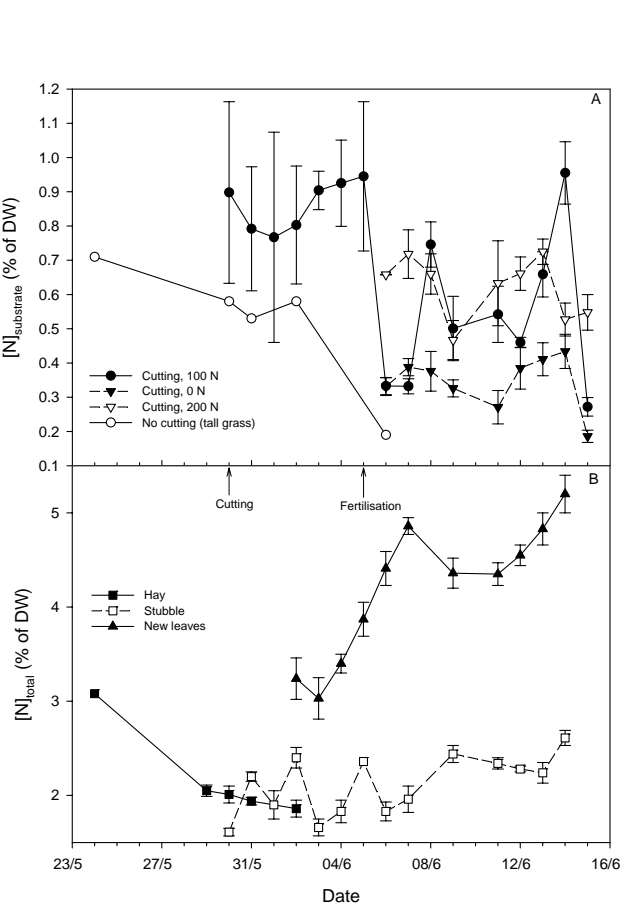 A
1.2
1.1
1.0
0.9
0.8
0.7
0.6
0.5
0.4
0.3
0.2
0.1
[N]substrate (% of DW)
Cutting, 100 N
Cutting, 0 N
Cutting, 200 N
No cutting (tall grass)
B
Cutting
Fertilisation
5
4
3
2
[N]total (% of DW)
Hay
Stubble
New leaves
23/5 27/5 31/5 04/6 08/6 12/6 16/6
Date